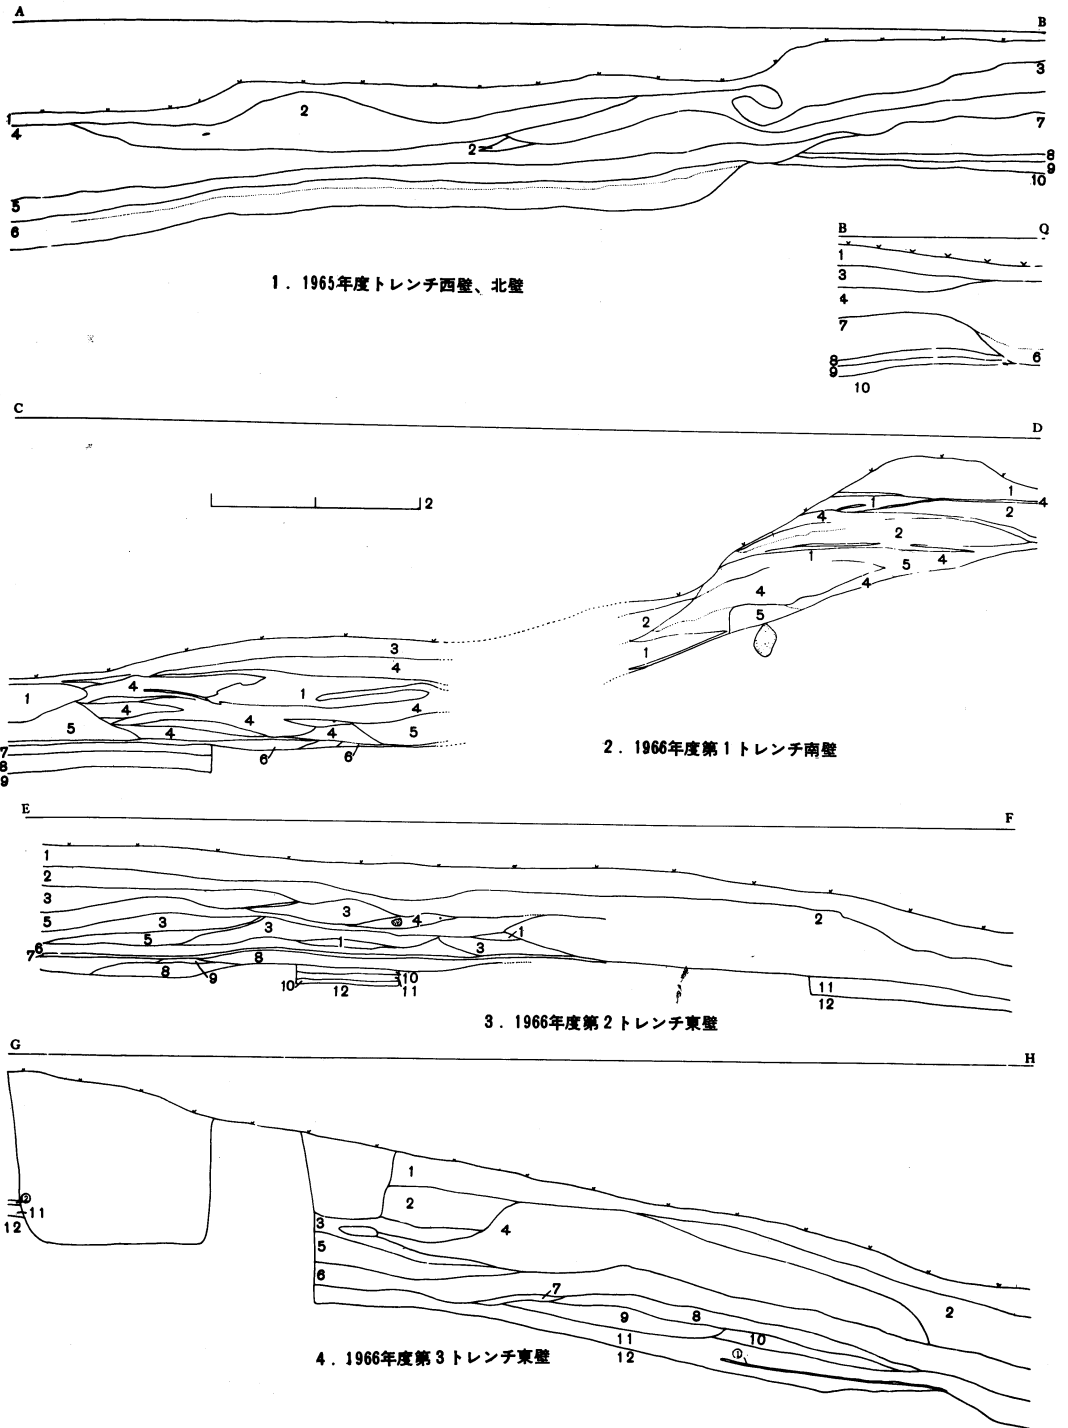 A B
1 2 3
4 2 7
8
9
5 10
6
1．1965年度トレンチ西壁、北壁
B Q
1
3
4
7
8 6
9
10
C D
2
1 4
1 2
4 2
1 5 4
4 4
5
2
1
3
4
1 4 1
4 4
5 4 4 4 5
7 6 6
8
9
2．1966年度第1トレンチ南壁
E F
1
2
3 3 4 2
5 3 3 1
6 5 1 3
7 8 8 9 10 10 11
12 11 12
3．1966年度第2トレンチ東壁
G H
1
2
② 3 4
11 5
12 6
7 2
9 8
11 10
12 ①
4．1966年度第3トレンチ東壁